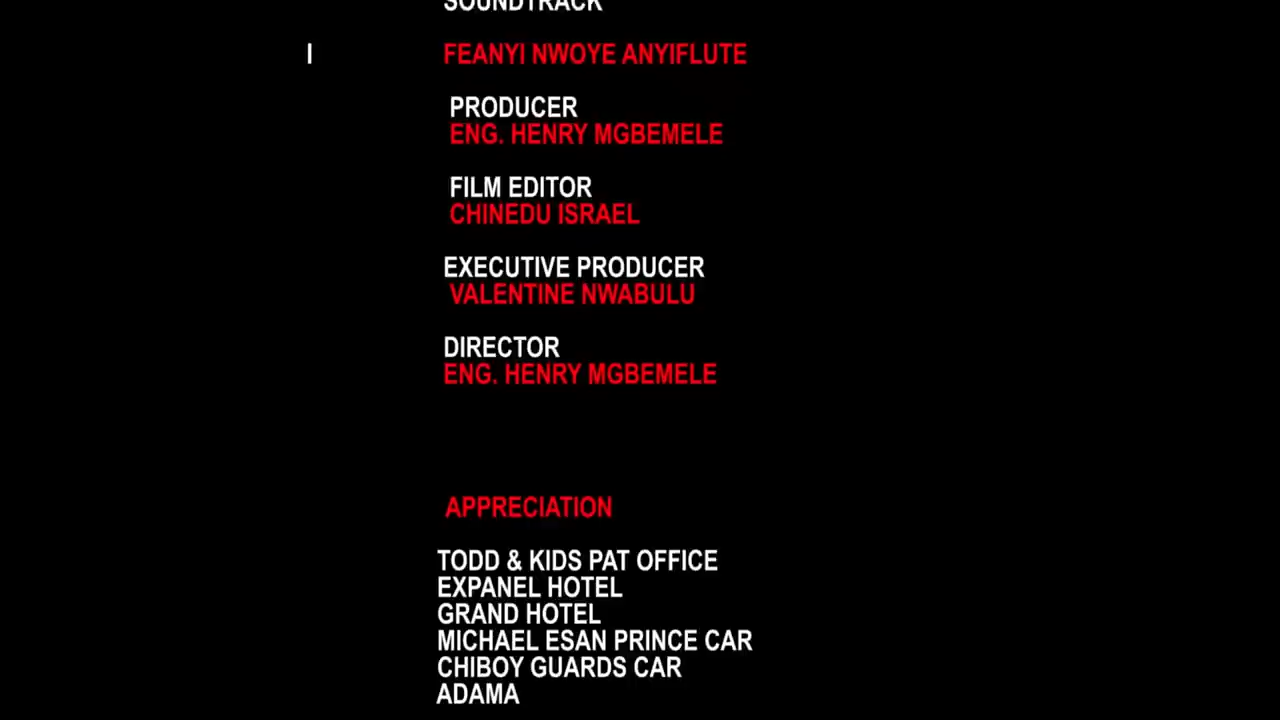 SOUNDTRACK
I FEANYI NWOYE ANYIFLUTE
PRODUCER
ENG. HENRY MGBEMELE
FILM EDITOR
CHINEDU ISRAEL
EXECUTIVE PRODUCER
VALENTINE NWABULU
DIRECTOR
ENG. HENRY MGBEMELE
APPRECIATION
TODD & KIDS PAT OFFICE
EXPANEL HOTEL
GRAND HOTEL
MICHAEL ESAN PRINCE CAR
CHIBOY GUARDS CAR
ADAMA